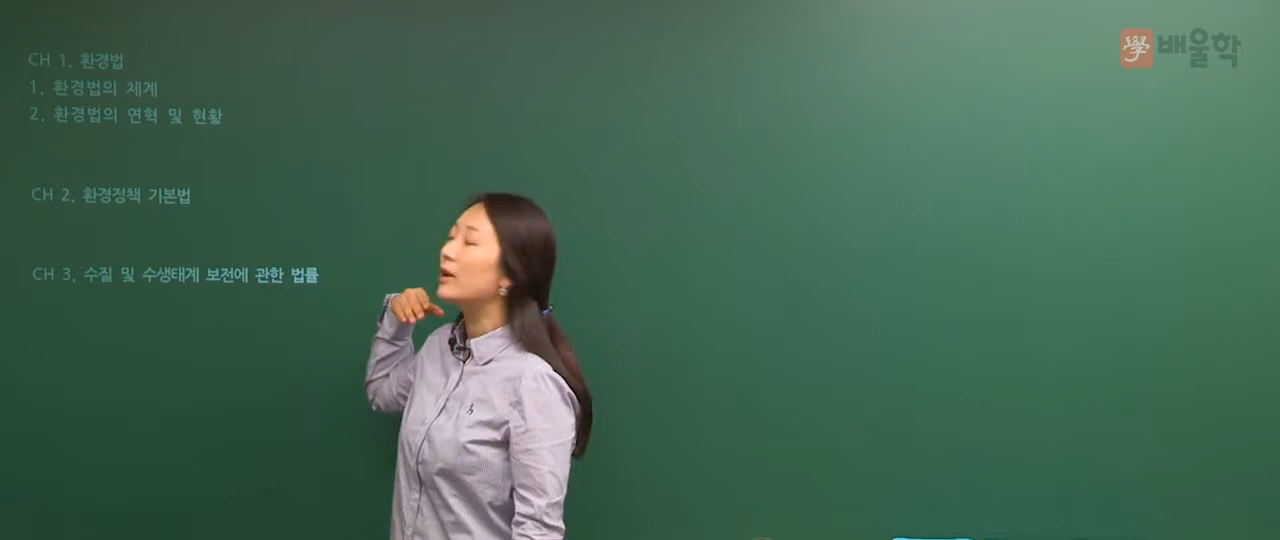 CH 1. 환경법
1. 환경법의 체계
2. 환경법의 연혁 및 현황
CH 2. 환경정책 기본법
CH 3. 수질 및 수생태계 보전에 관한 법률
學 배울학